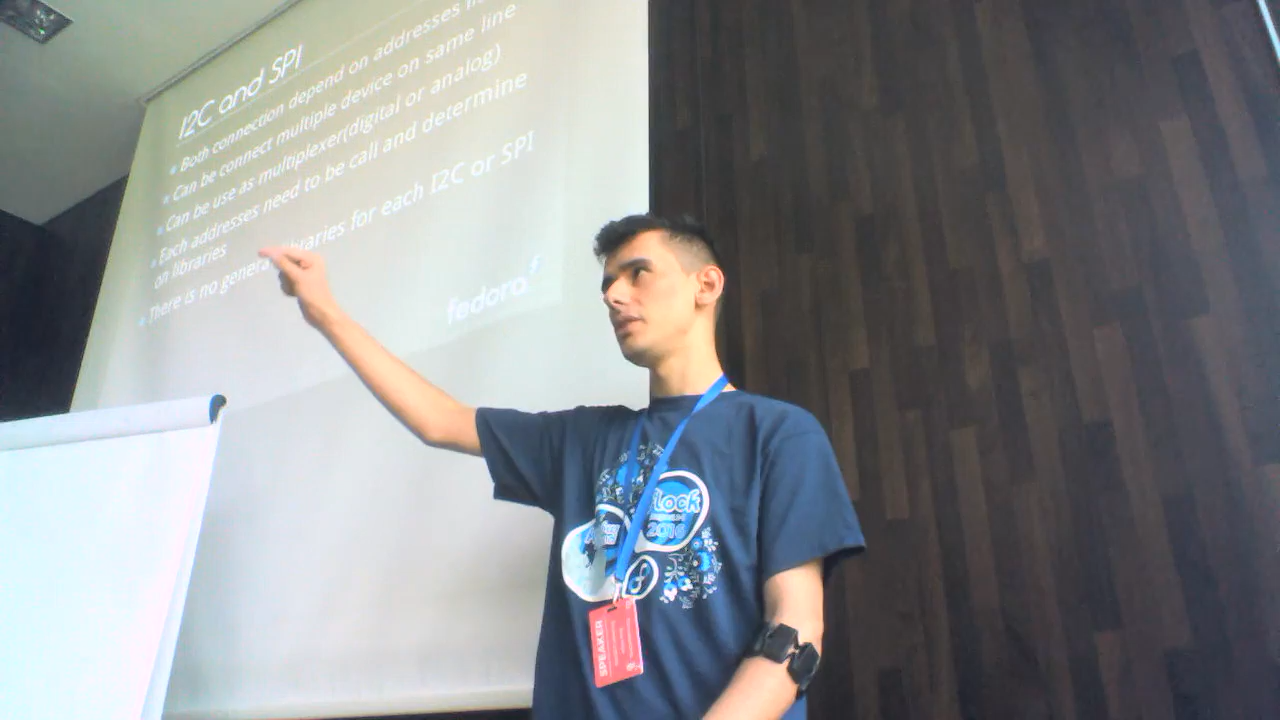 I2C and SPI
Both connection depend on addresses
Can be connect multiple device on same line
Can be use as multiplexer(digital or analog)
Each addresses need to be call and determine
on libraries
There is no general libraries for each I2C or SPI
fedora
flock
2016
SPEAKER